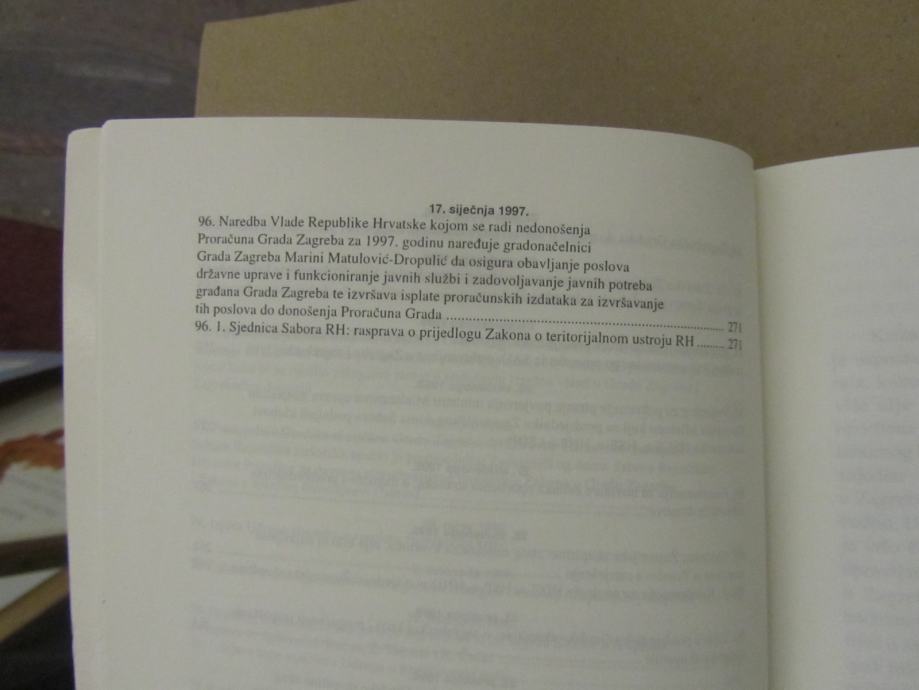 17. siječnja 1997.
96. Naredba Vlade Republike Hrvatske kojom se radi nedonošenja
Proračuna Grada Zagreba za 1997. godinu naređuje gradonačelnici
Grada Zagreba Marini Matulović-Dropulić da osigura obavljanje poslova
državne uprave i funkcioniranje javnih službi i zadovoljavanje javnih potreba
građana Grada Zagreba te izvršava isplate proračunskih izdataka za izvršavanje
tih poslova do donošenja Proračuna Grada ........................................................................ 271
96. 1. Sjednica Sabora RH: rasprava o prijedlogu Zakona o teritorijalnom ustroju RH ......... 271